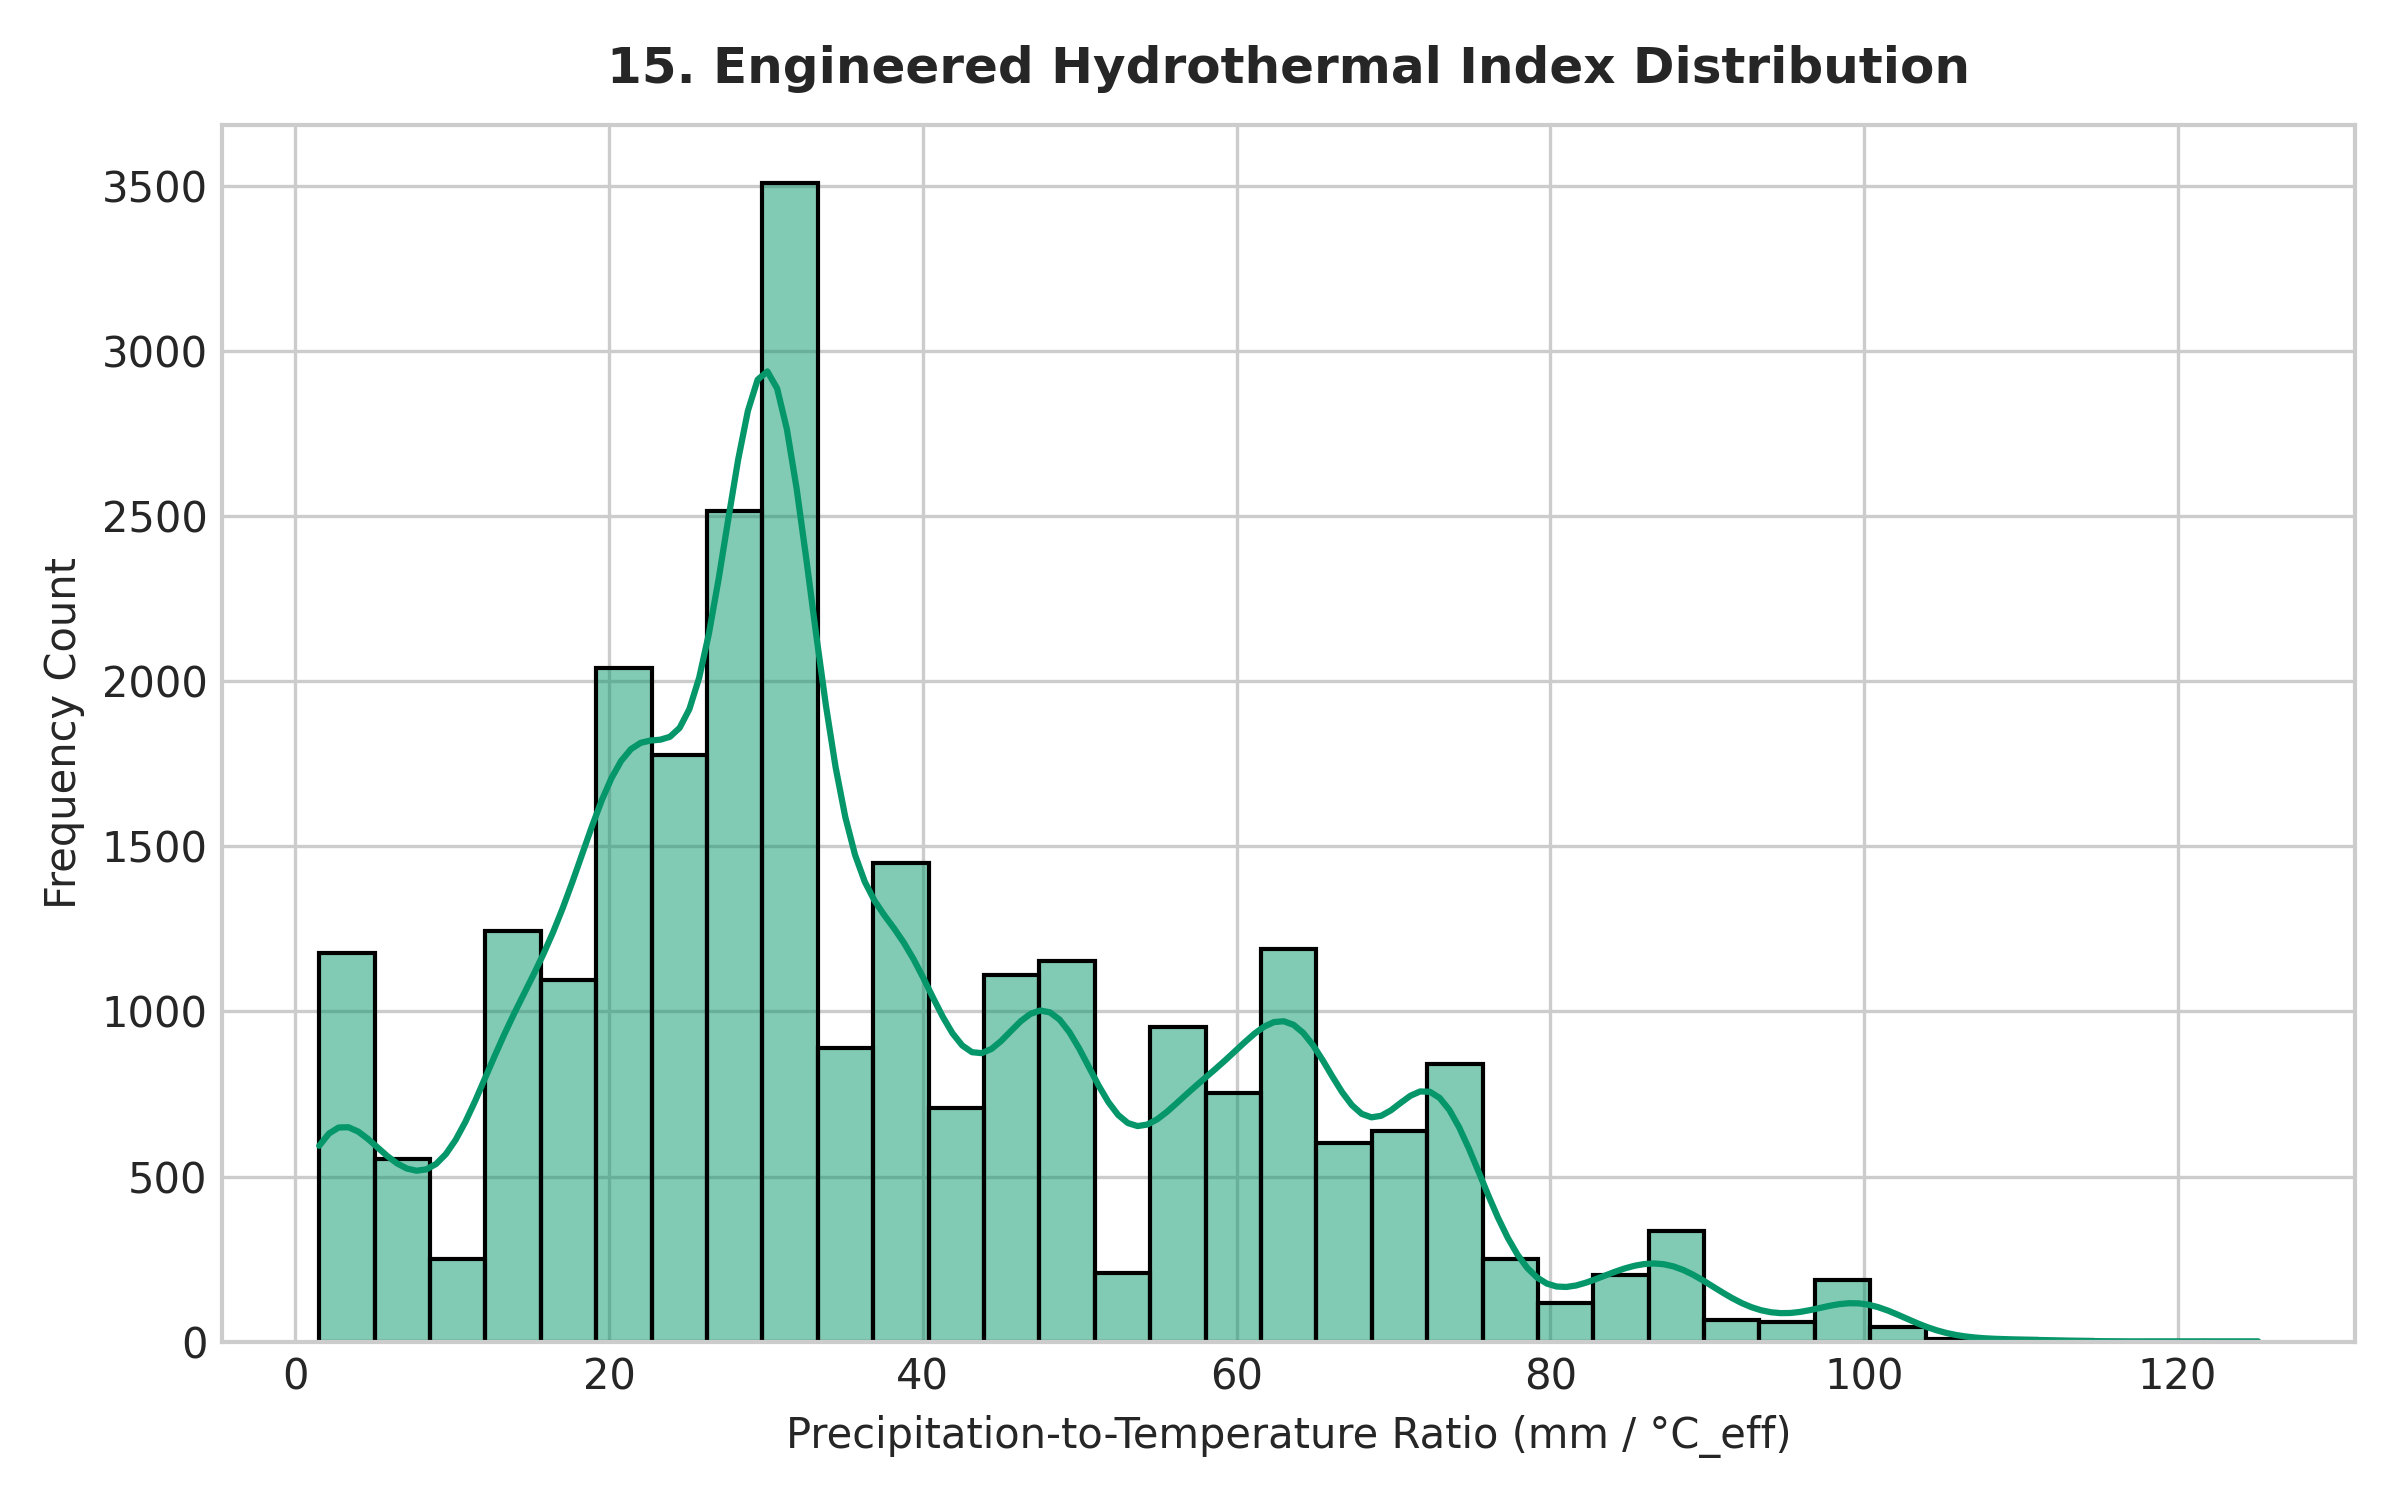 15. Engineered Hydrothermal Index Distribution
3500
3000
2500
2000
1500
1000
500
0
Frequency Count
0 20 40 60 80 100 120
Precipitation-to-Temperature Ratio (mm / °C_eff)